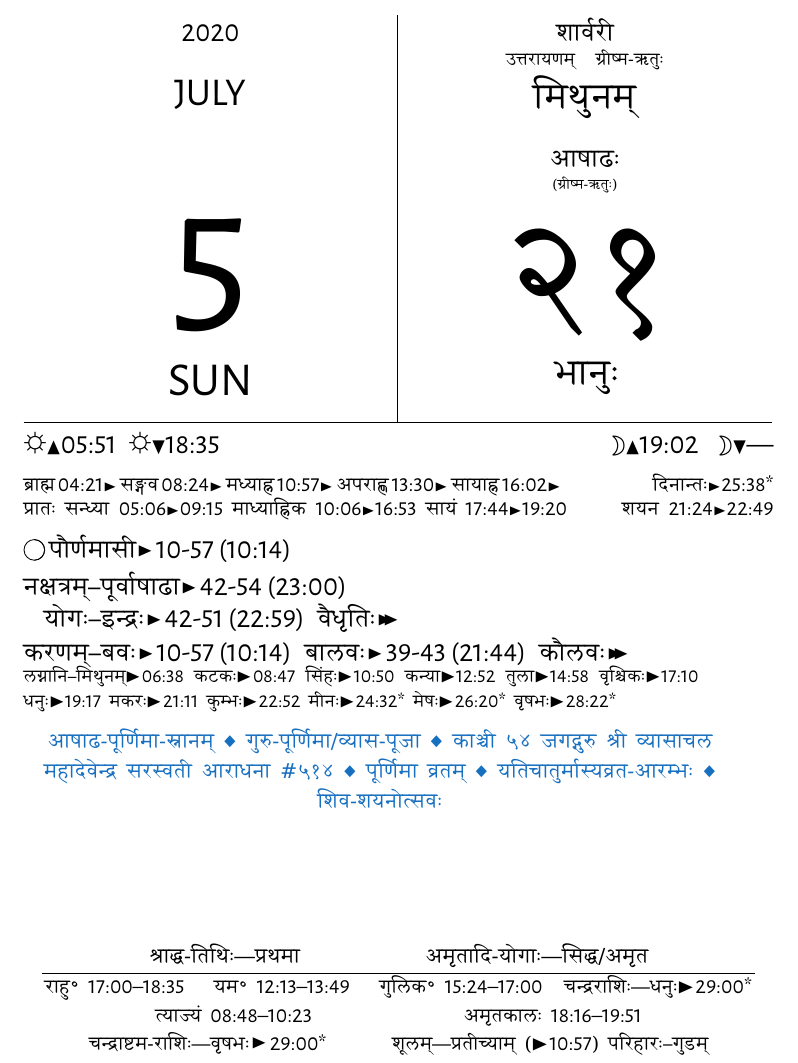 2020
JULY
5
SUN
शार्वरी
उत्तरायणम् ग्रीष्म-ऋतुः
मिथुनम्
आषाढः
(ग्रीष्म-ऋतुः)
२१
भानुः
☼▲05:51 ☼▼18:35 ☽▲19:02 ☽▼—
ब्राह्म 04:21► सङ्गव 08:24► मध्याह्न 10:57► अपराह्ण 13:30► सायाह्न 16:02► दिनान्तः►25:38*
प्रातः सन्ध्या 05:06►09:15 माध्याह्निक 10:06►16:53 सायं 17:44►19:20 शयन 21:24►22:49
○पौर्णमासी►10-57 (10:14)
नक्षत्रम्–पूर्वाषाढा►42-54 (23:00)
योगः–इन्द्रः►42-51 (22:59) वैधृतिः►►
करणम्–बवः►10-57 (10:14) बालवः►39-43 (21:44) कौलवः►►
लग्नानि–मिथुनम्►06:38 कटकः►08:47 सिंहः►10:50 कन्या►12:52 तुला►14:58 वृश्चिकः►17:10
धनुः►19:17 मकरः►21:11 कुम्भः►22:52 मीनः►24:32* मेषः►26:20* वृषभः►28:22*
आषाढ-पूर्णिमा-स्नानम् ◆ गुरु-पूर्णिमा/व्यास-पूजा ◆ काञ्ची ५४ जगद्गुरु श्री व्यासाचल
महादेवेन्द्र सरस्वती आराधना #५१४ ◆ पूर्णिमा व्रतम् ◆ यतिचातुर्मास्यव्रत-आरम्भः ◆
शिव-शयनोत्सवः
श्राद्ध-तिथिः—प्रथमा अमृतादि-योगाः—सिद्ध/अमृत
राहु° 17:00–18:35 यम° 12:13–13:49 गुलिक° 15:24–17:00 चन्द्रराशिः—धनुः►29:00*
त्याज्यं 08:48–10:23 अमृतकालः 18:16–19:51
चन्द्राष्टम-राशिः—वृषभः► 29:00* शूलम्—प्रतीच्याम् (►10:57) परिहारः–गुडम्